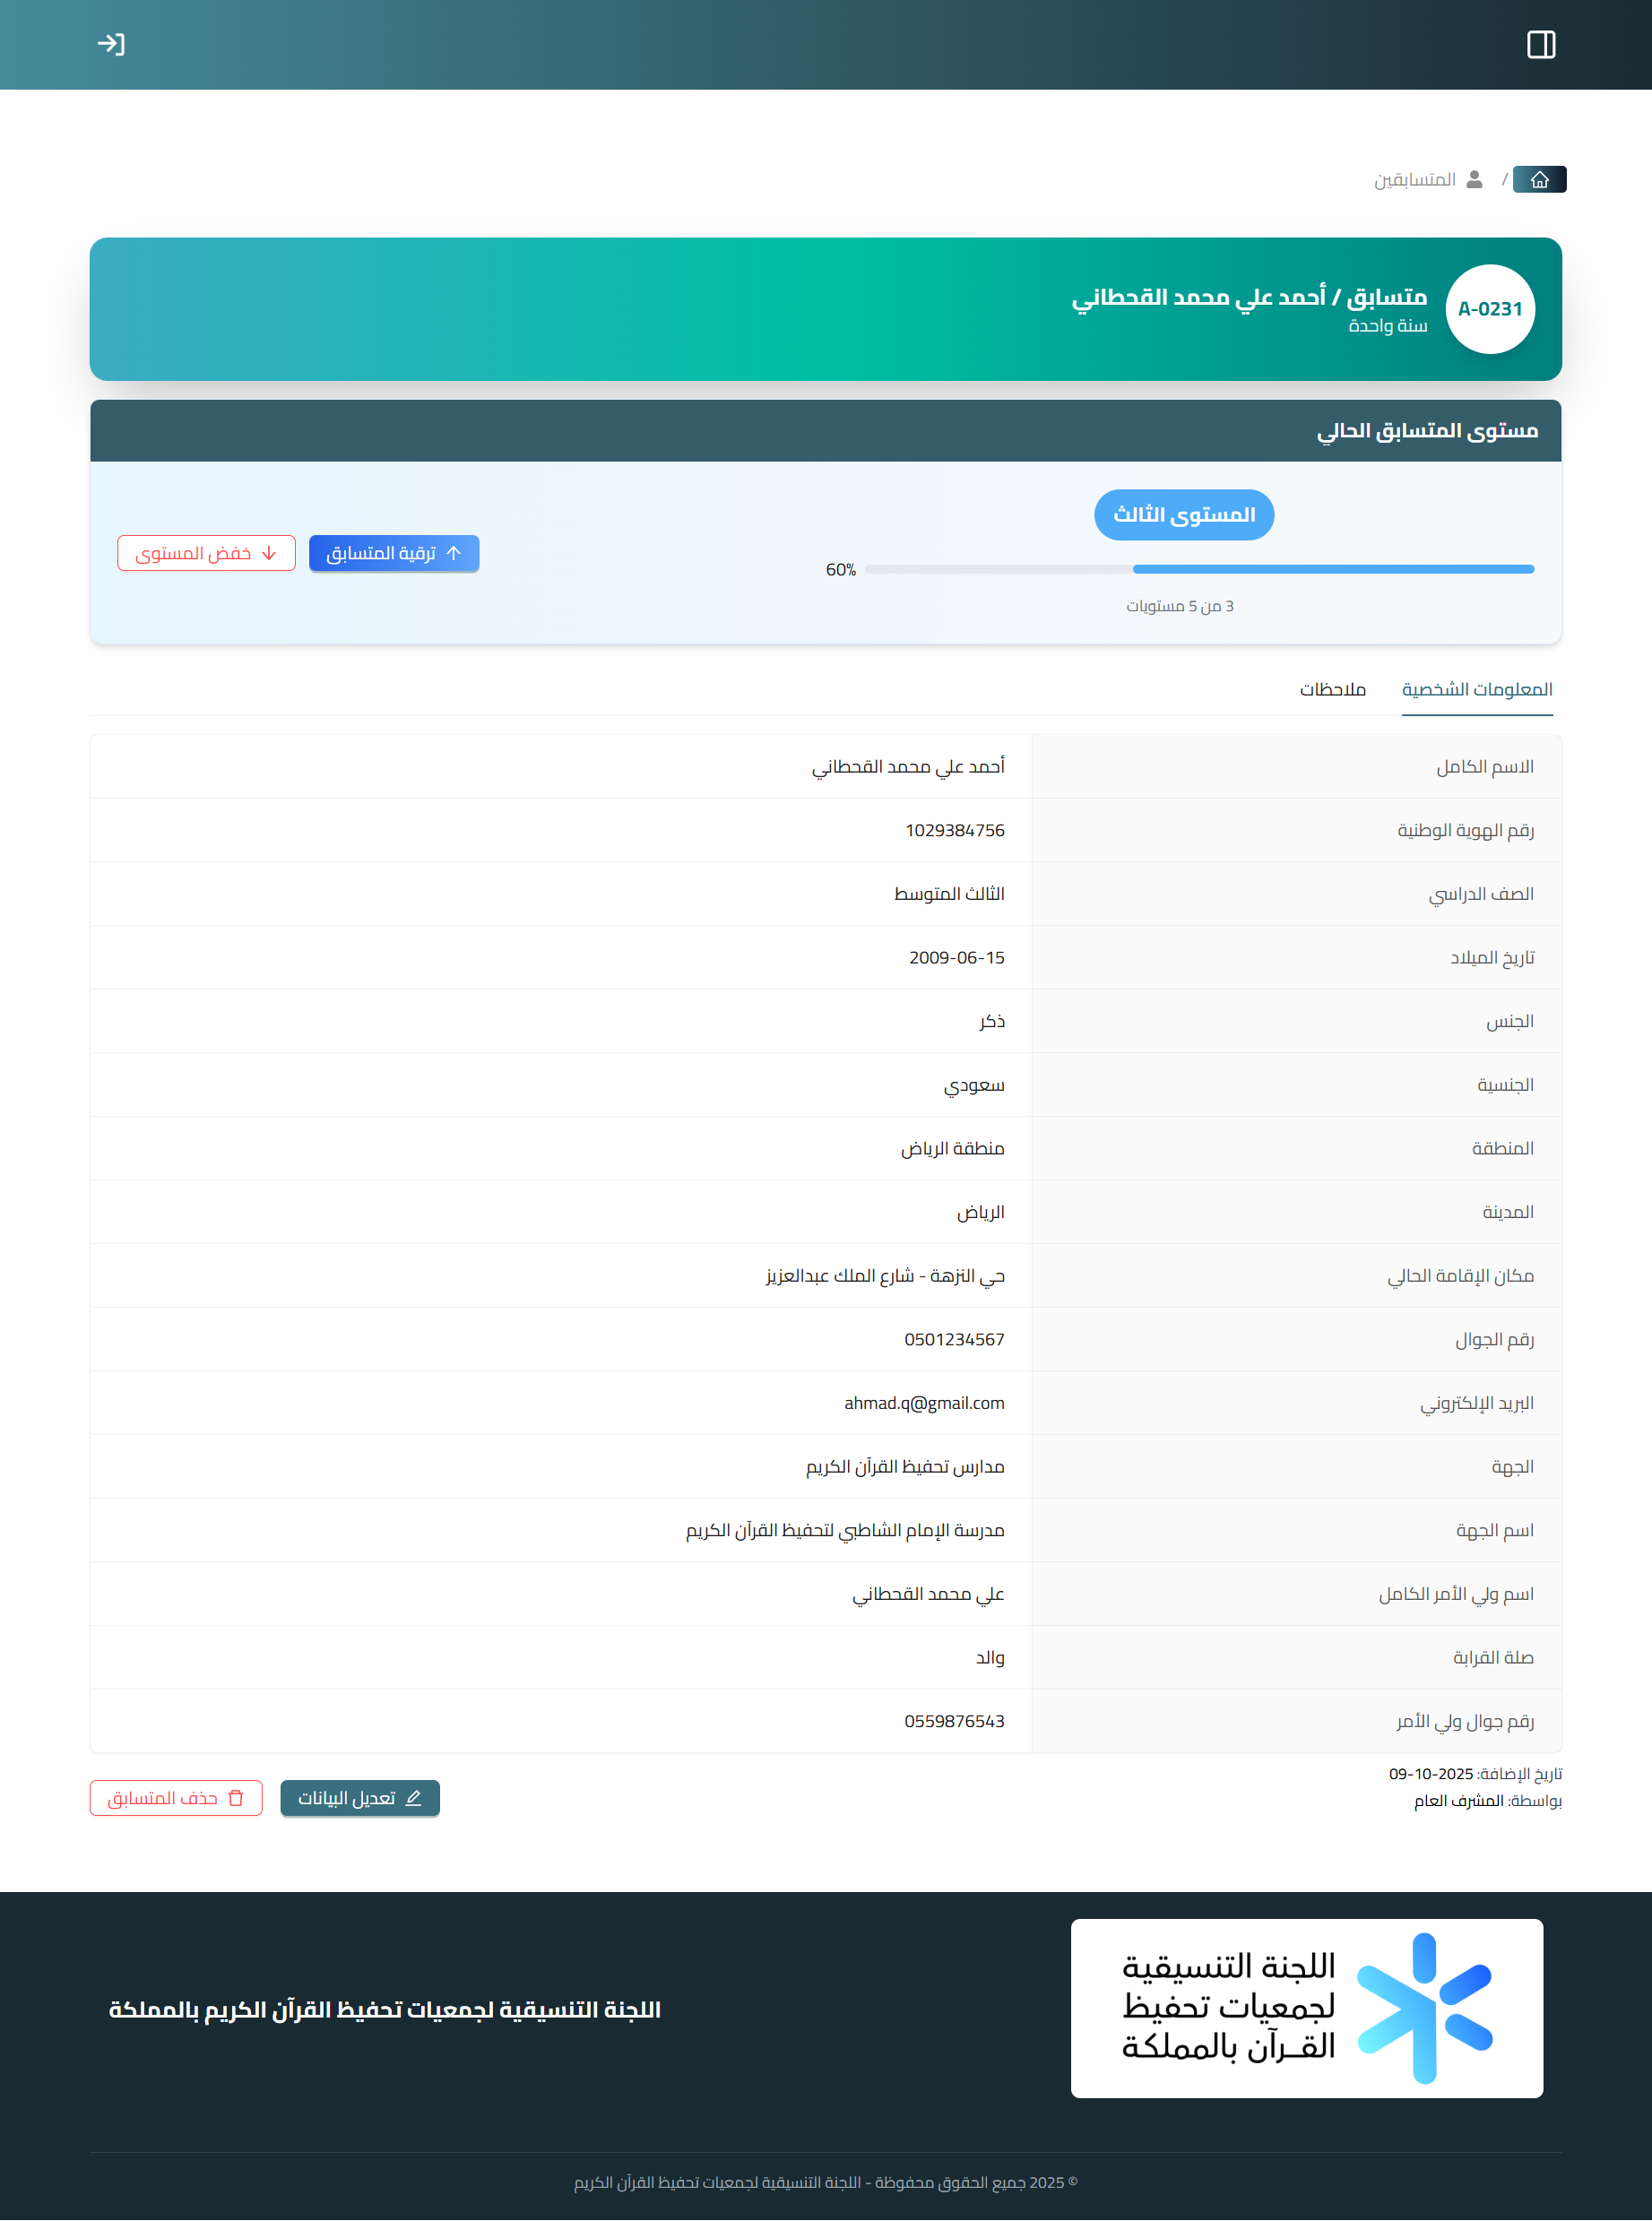 / المتسابقين
A-0231
متسابق / أحمد علي محمد القحطاني
سنة واحدة
مستوى المتسابق الحالي
المستوى الثالث
60%
3 من 5 مستويات
ترقية المتسابق
خفض المستوى
المعلومات الشخصية
ملاحظات
الاسم الكامل
أحمد علي محمد القحطاني
رقم الهوية الوطنية
1029384756
الصف الدراسي
الثالث المتوسط
تاريخ الميلاد
2009-06-15
الجنس
ذكر
الجنسية
سعودي
المنطقة
منطقة الرياض
المدينة
الرياض
مكان الإقامة الحالي
حي النزهة - شارع الملك عبدالعزيز
رقم الجوال
0501234567
البريد الإلكتروني
ahmad.q@gmail.com
الجهة
مدارس تحفيظ القرآن الكريم
اسم الجهة
مدرسة الإمام الشاطبي لتحفيظ القرآن الكريم
اسم ولي الأمر الكامل
علي محمد القحطاني
صلة القرابة
والد
رقم جوال ولي الأمر
0559876543
تاريخ الإضافة: 2025-10-09
بواسطة: المشرف العام
تعديل البيانات
حذف المتسابق
اللجنة التنسيقية
لجمعيات تحفيظ
القــرآن بالمملكة
اللجنة التنسيقية لجمعيات تحفيظ القرآن الكريم بالمملكة
© 2025 جميع الحقوق محفوظة - اللجنة التنسيقية لجمعيات تحفيظ القرآن الكريم